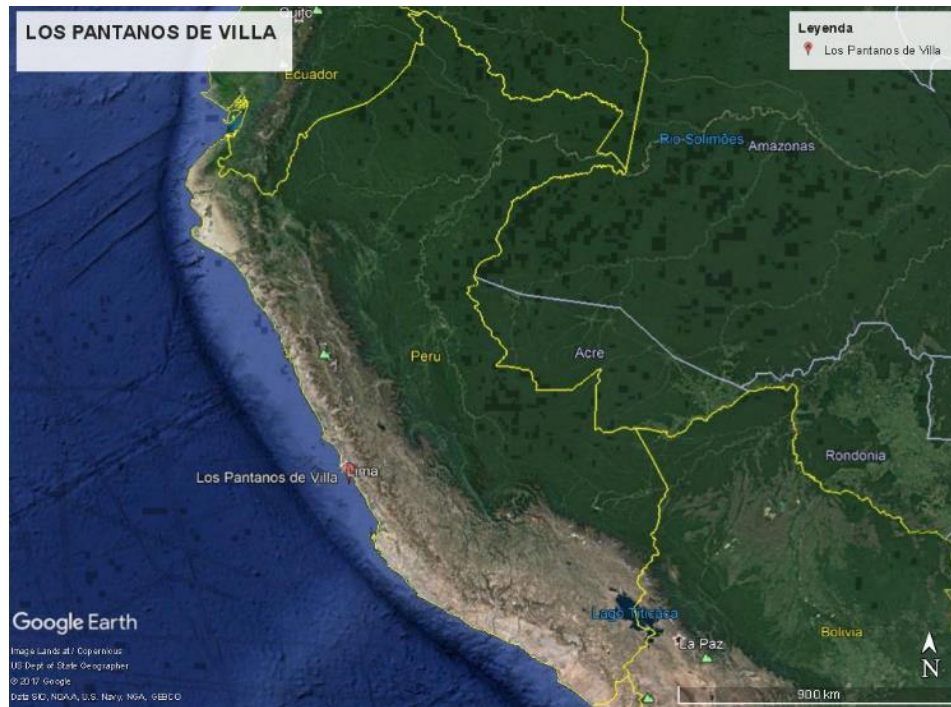 LOS PANTANOS DE VILLA
Leyenda
Los Pantanos de Villa
Quito
Ecuador
Rio Solimões
Amazonas
Peru
Acre
Rondonia
Lima
Los Pantanos de Villa
Lago Titicaca
La Paz
Bolivia
N
900 km
Google Earth
Image Landsat / Copernicus
US Dept of State Geographer
© 2017 Google
Data SIO, NOAA, U.S. Navy, NGA, GEBCO